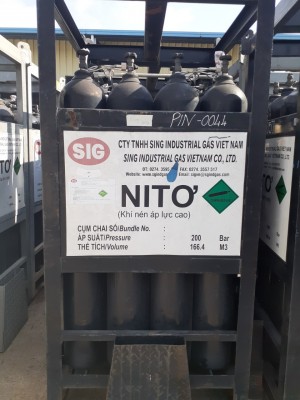 PIN-0044
SIG
CTY TNHH SING INDUSTRIAL GAS VIET NAM
SING INDUSTRIAL GAS VIETNAM CO., LTD.
NITƠ
(Khí nén áp lực cao)
CỤM CHAI SỐ/Bundle No. :
ÁP SUẤT/Pressure : 200 Bar
THỂ TÍCH/Volume : 166.4 M3